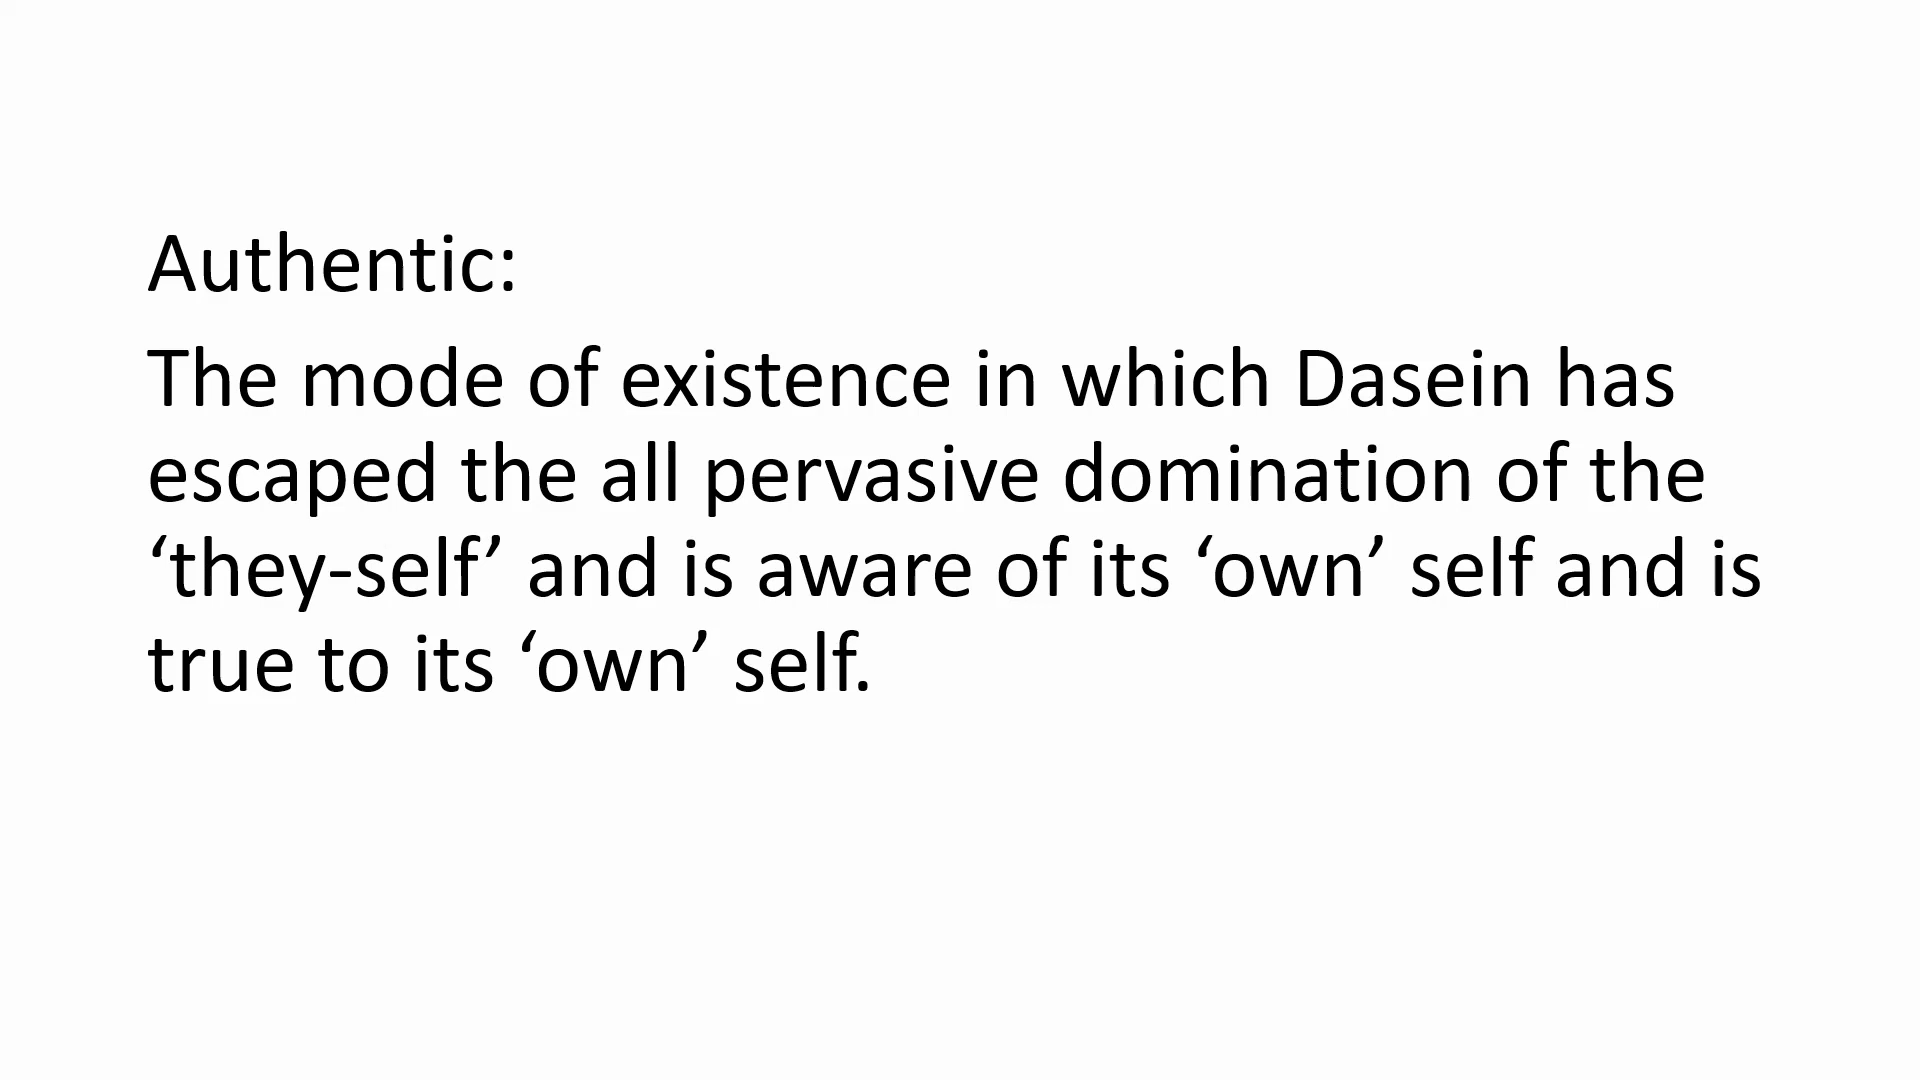 Authentic:
The mode of existence in which Dasein has
escaped the all pervasive domination of the
‘they-self’ and is aware of its ‘own’ self and is
true to its ‘own’ self.